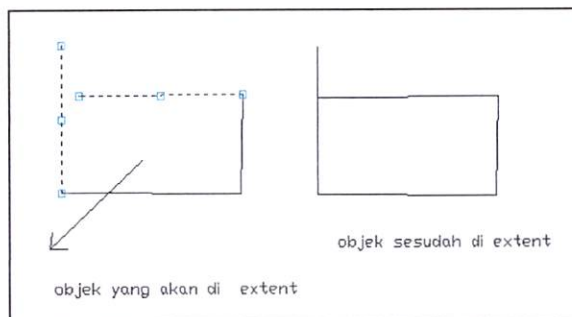 objek sesudah di extent
objek yang akan di extent